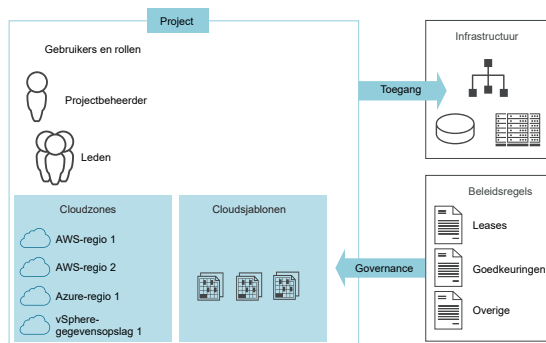 Project
Gebruikers en rollen
Projectbeheerder
Leden
Cloudzones
AWS-regio 1
AWS-regio 2
Azure-regio 1
vSphere-
gegevensopslag 1
Cloudsjablonen
Toegang
Governance
Infrastructuur
Beleidsregels
Leases
Goedkeuringen
Overige